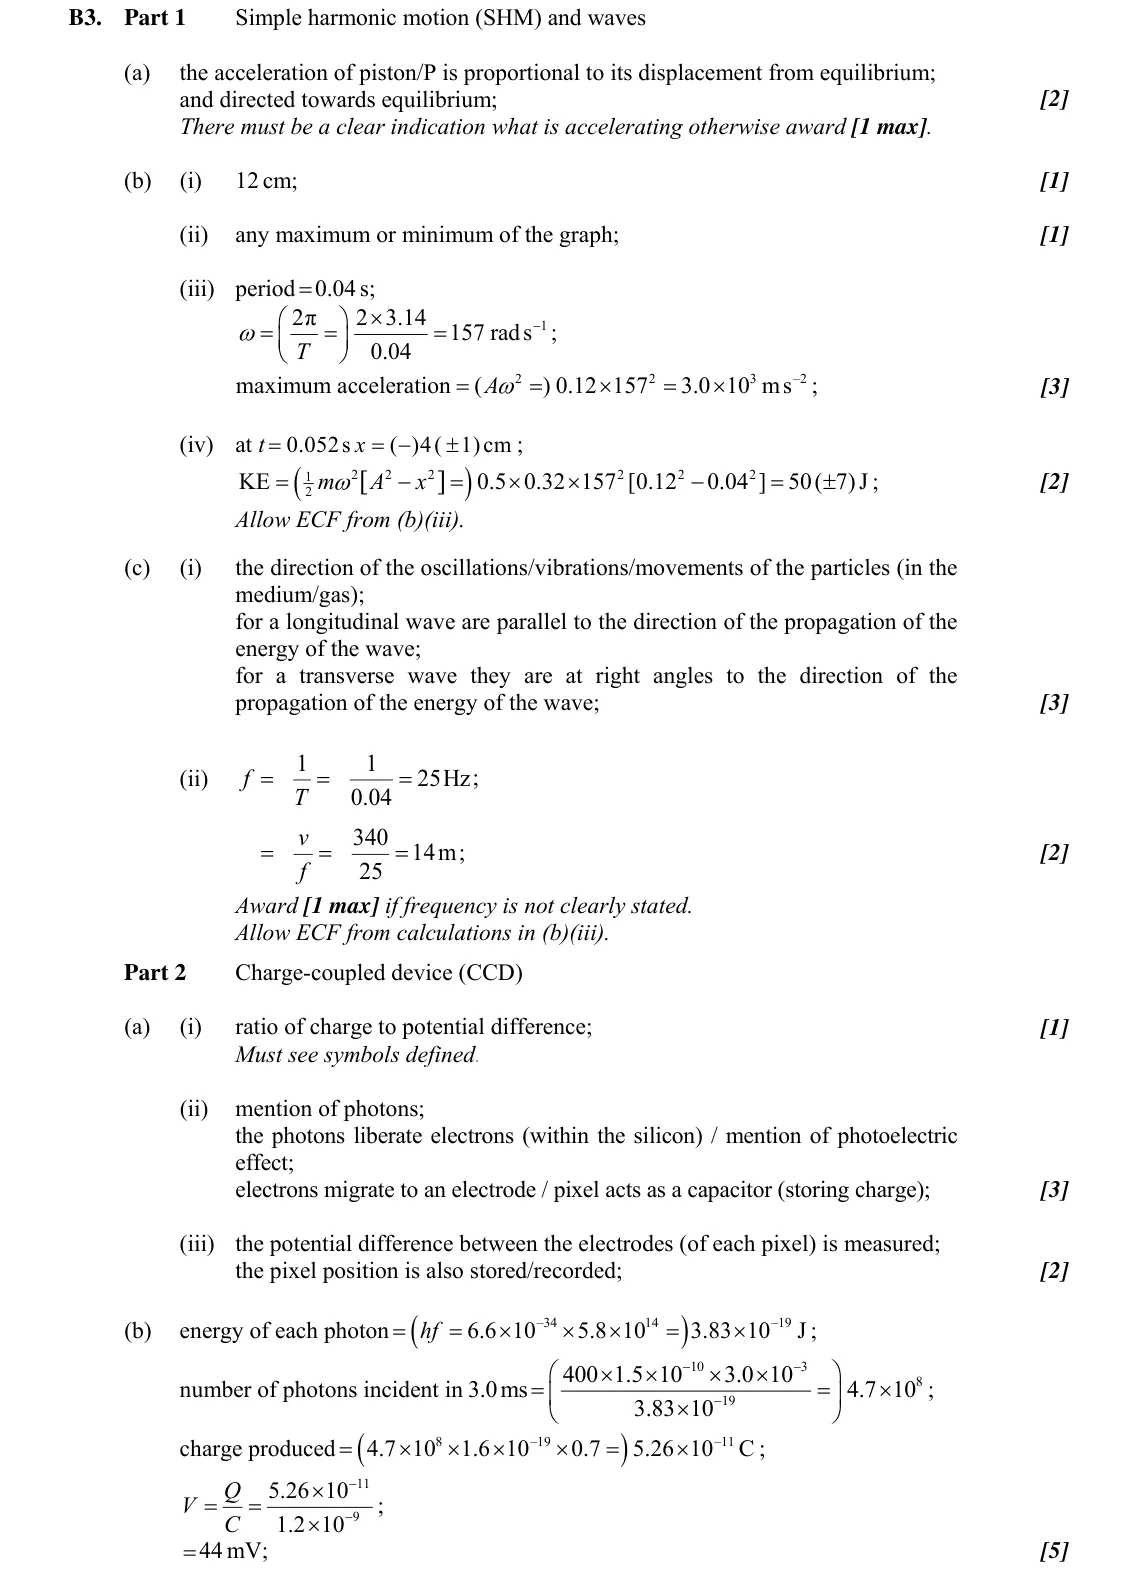 B3. Part 1 Simple harmonic motion (SHM) and waves
(a) the acceleration of piston/P is proportional to its displacement from equilibrium;
and directed towards equilibrium; [2]
There must be a clear indication what is accelerating otherwise award [1 max].
(b) (i) 12 cm; [1]
(ii) any maximum or minimum of the graph; [1]
(iii) period = 0.04 s;
ω = (2π/T =) 2×3.14/0.04 = 157 rad s⁻¹;
maximum acceleration = (Aω² =) 0.12×157² = 3.0×10³ m s⁻²; [3]
(iv) at t = 0.052 s x = (−)4(±1) cm ;
KE = (½ mω²[A² − x²] =) 0.5×0.32×157² [0.12² − 0.04²] = 50(±7) J; [2]
Allow ECF from (b)(iii).
(c) (i) the direction of the oscillations/vibrations/movements of the particles (in the
medium/gas);
for a longitudinal wave are parallel to the direction of the propagation of the
energy of the wave;
for a transverse wave they are at right angles to the direction of the
propagation of the energy of the wave; [3]
(ii) f = 1/T = 1/0.04 = 25 Hz;
= v/f = 340/25 = 14 m; [2]
Award [1 max] if frequency is not clearly stated.
Allow ECF from calculations in (b)(iii).
Part 2 Charge-coupled device (CCD)
(a) (i) ratio of charge to potential difference; [1]
Must see symbols defined.
(ii) mention of photons;
the photons liberate electrons (within the silicon) / mention of photoelectric
effect;
electrons migrate to an electrode / pixel acts as a capacitor (storing charge); [3]
(iii) the potential difference between the electrodes (of each pixel) is measured;
the pixel position is also stored/recorded; [2]
(b) energy of each photon = (hf = 6.6×10⁻³⁴ ×5.8×10¹⁴ =)3.83×10⁻¹⁹ J;
number of photons incident in 3.0 ms = (400×1.5×10⁻¹⁰ ×3.0×10⁻³/3.83×10⁻¹⁹ =) 4.7×10⁸;
charge produced = (4.7×10⁸ ×1.6×10⁻¹⁹ ×0.7 =) 5.26×10⁻¹¹ C;
V = Q/C = 5.26×10⁻¹¹/1.2×10⁻⁹;
= 44 mV; [5]